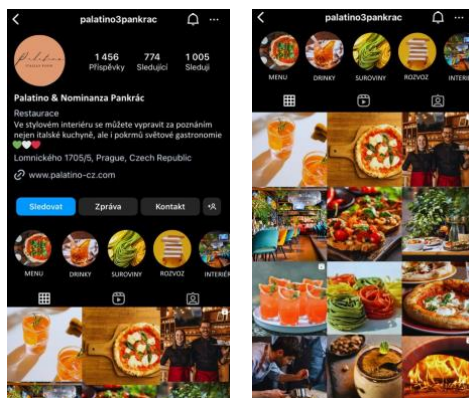 palatino3pankrac
Palatino
1 456 774 1 005
Příspěvky Sledující Sleduji
Palatino & Nominanza Pankrác
Restaurace
Ve stylovém interiéru se můžete vypravit za poznáním
nejen italské kuchyně, ale i pokrmů světové gastronomie
💚🤍❤️
Lomnického 1705/5, Prague, Czech Republic
www.palatino-cz.com
Sledovat Zpráva Kontakt
MENU DRINKY SUROVINY ROZVOZ INTERIÉR
palatino3pankrac
MENU DRINKY SUROVINY ROZVOZ